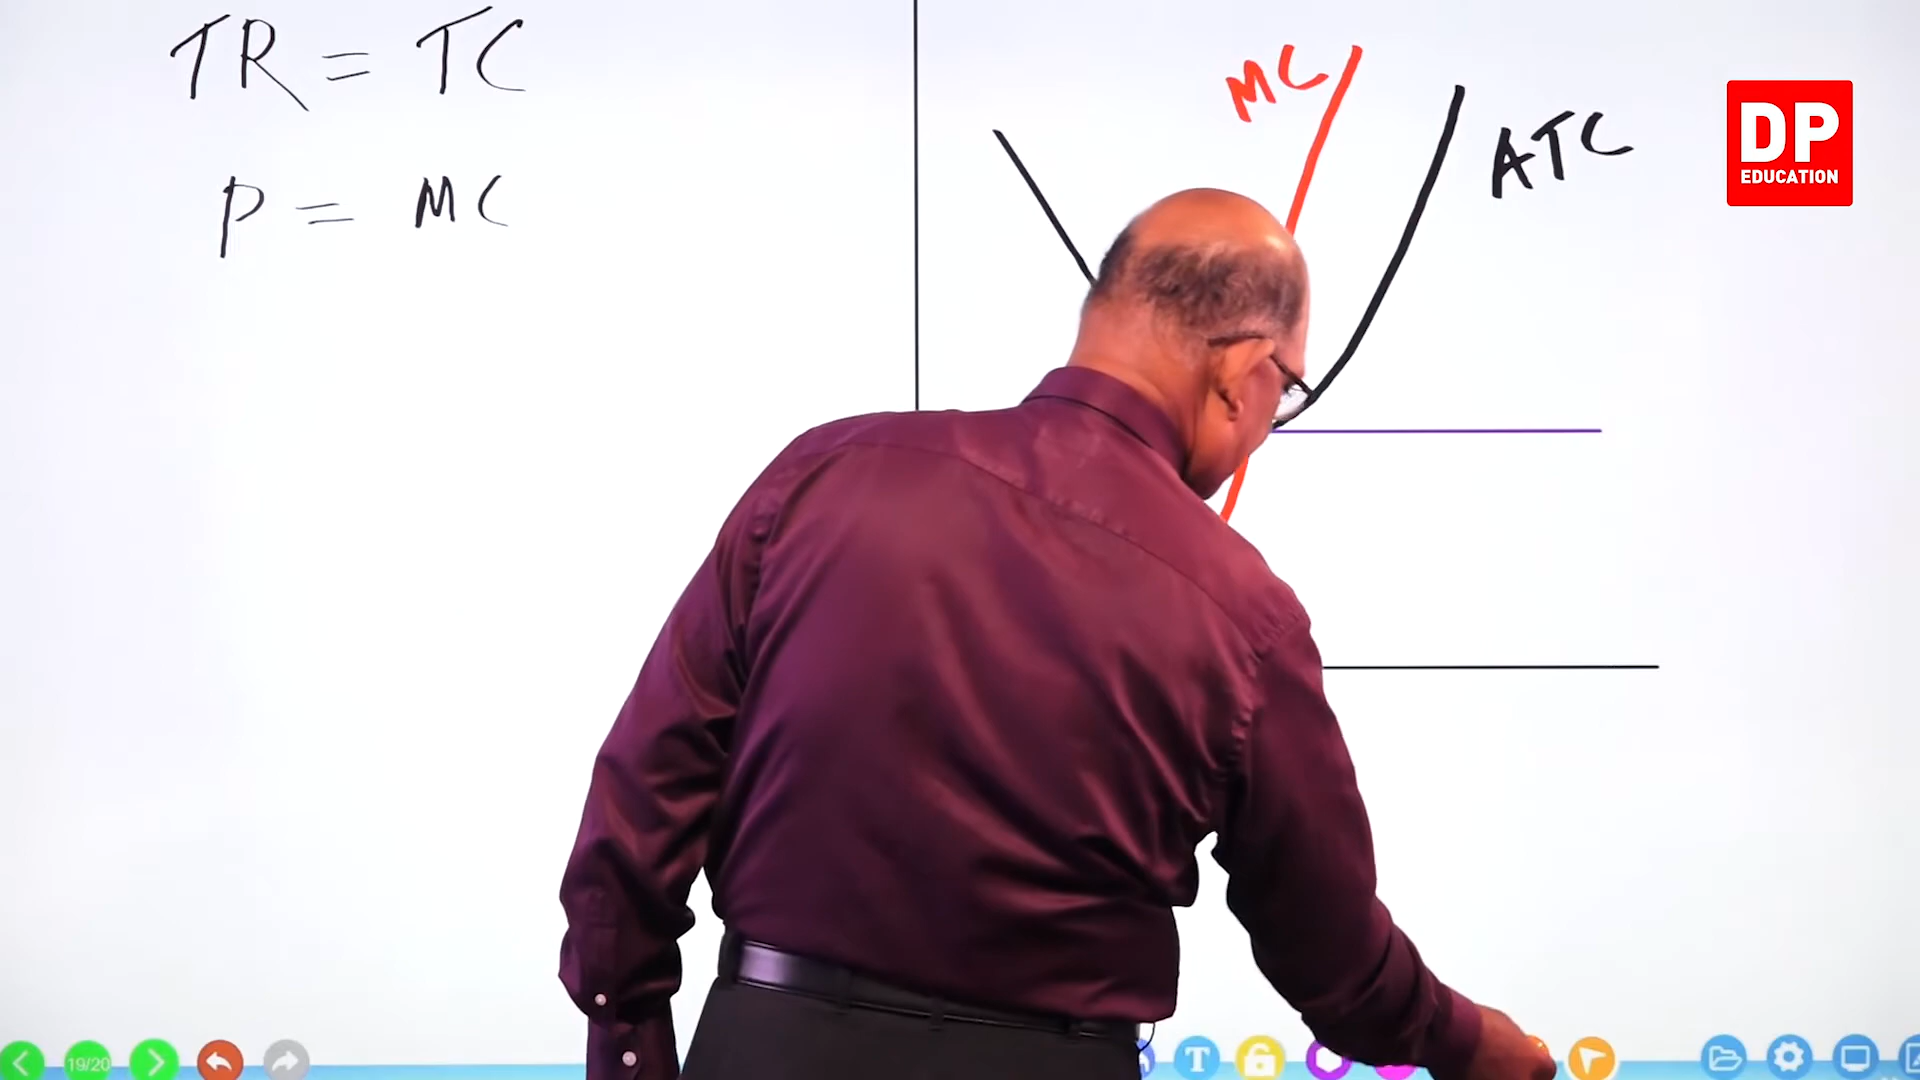 TR = TC
P = MC
MC
ATC
DP
EDUCATION
19/20
T